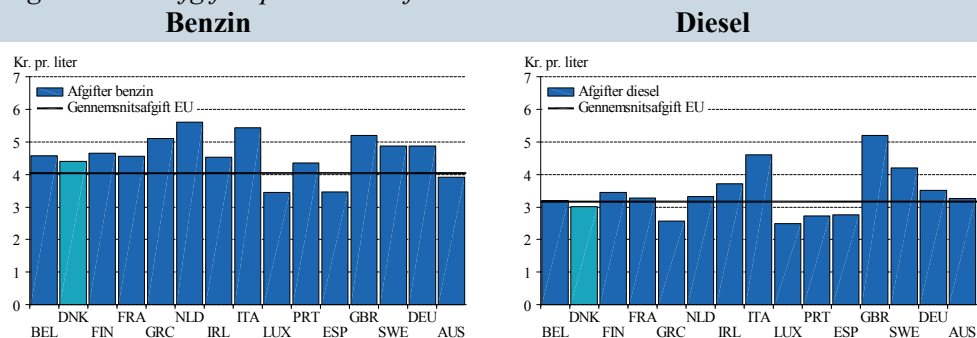 Benzin
Diesel
Kr. pr. liter
7
6
5
4
3
2
1
0
Afgifter benzin
Gennemsnitsafgift EU
BEL
DNK
FIN
FRA
GRC
NLD
IRL
ITA
LUX
PRT
ESP
GBR
SWE
DEU
AUS
Kr. pr. liter
7
6
5
4
3
2
1
0
Afgifter diesel
Gennemsnitsafgift EU
BEL
DNK
FIN
FRA
GRC
NLD
IRL
ITA
LUX
PRT
ESP
GBR
SWE
DEU
AUS